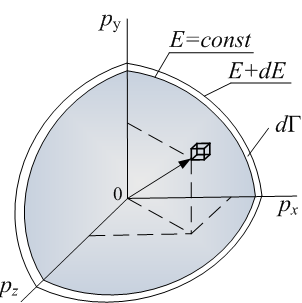 p_y
E=const
E+dE
dΓ
0
p_x
p_z